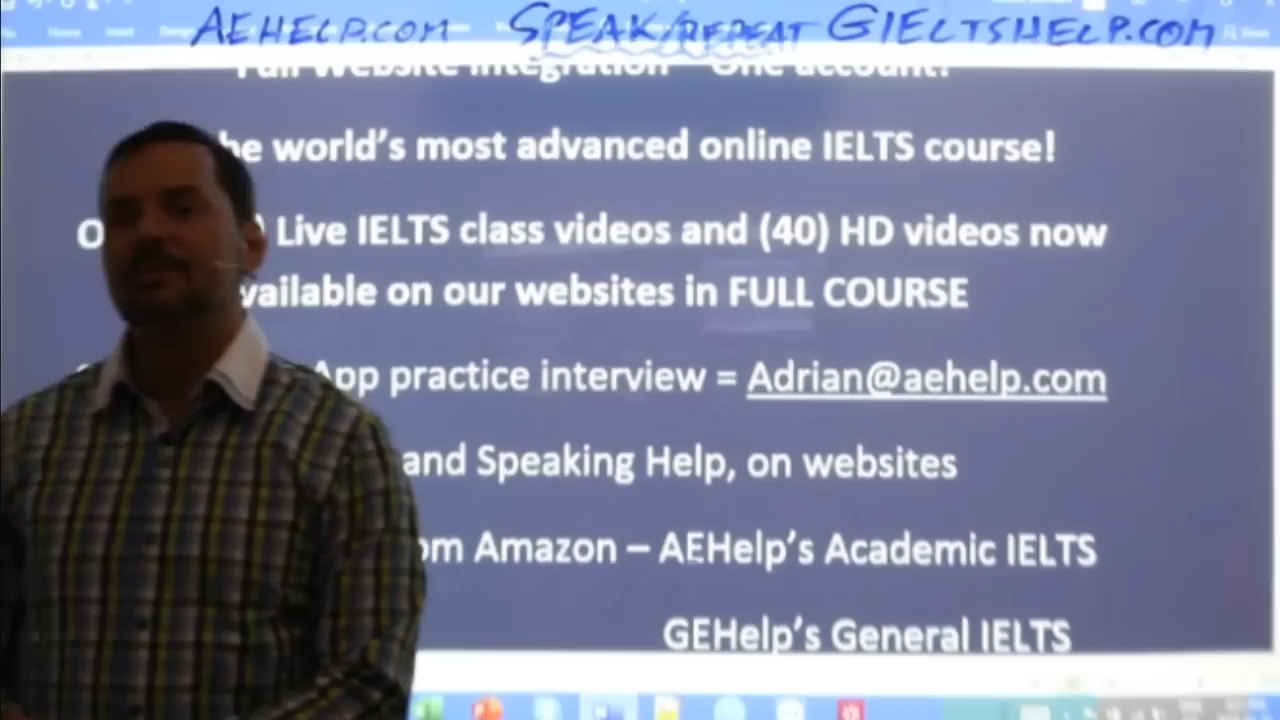 AEHELP.COM SPEAK/REPEAT GIELTSHELP.COM
Full Website Integration – One account!
he world's most advanced online IELTS course!
O ) Live IELTS class videos and (40) HD videos now
vailable on our websites in FULL COURSE
App practice interview = Adrian@aehelp.com
and Speaking Help, on websites
om Amazon – AEHelp's Academic IELTS
GEHelp's General IELTS